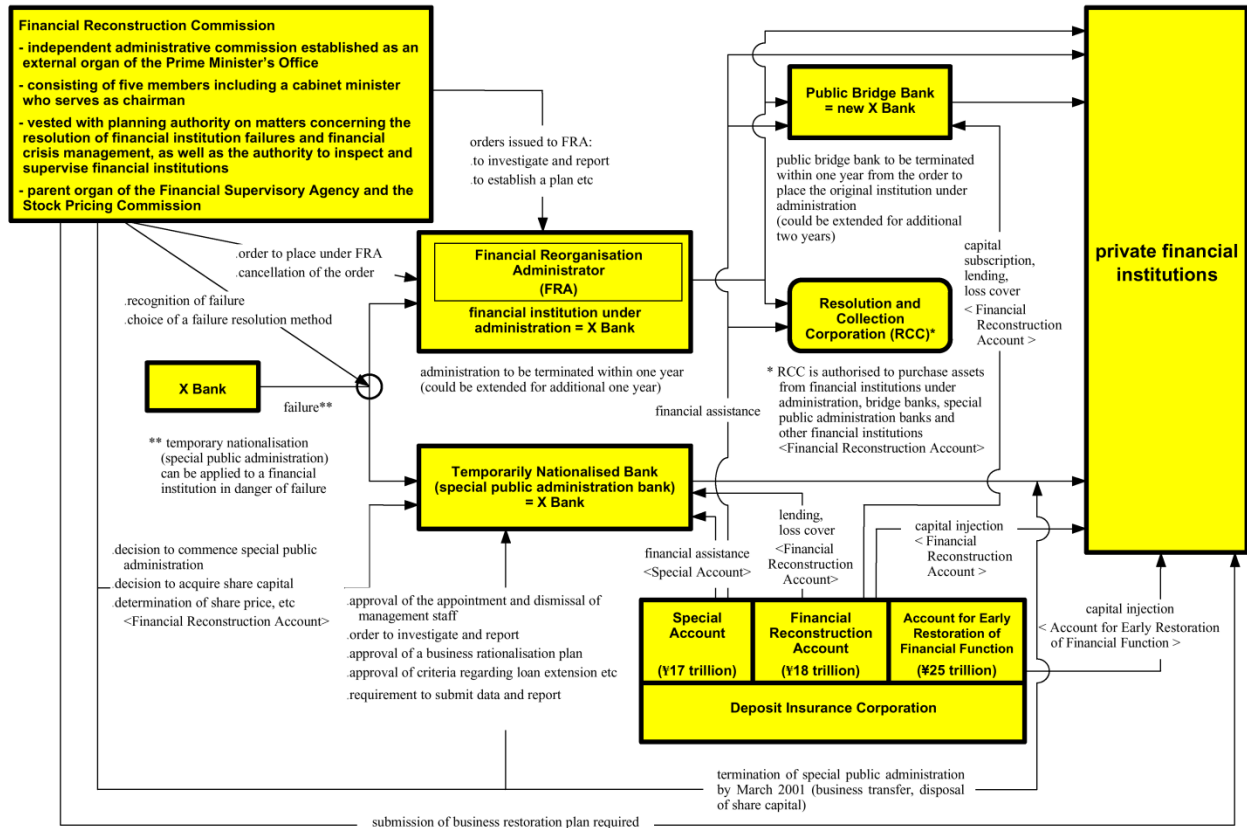 Financial Reconstruction Commission
- independent administrative commission established as an
external organ of the Prime Minister's Office
- consisting of five members including a cabinet minister
who serves as chairman
- vested with planning authority on matters concerning the
resolution of financial institution failures and financial
crisis management, as well as the authority to inspect and
supervise financial institutions
- parent organ of the Financial Supervisory Agency and the
Stock Pricing Commission
orders issued to FRA:
.to investigate and report
.to establish a plan etc
Public Bridge Bank
= new X Bank
public bridge bank to be terminated
within one year from the order to
place the original institution under
administration
(could be extended for additional
two years)
private financial
institutions
.order to place under FRA
.cancellation of the order
Financial Reorganisation
Administrator
(FRA)
financial institution under
administration = X Bank
administration to be terminated within one year
(could be extended for additional one year)
capital
subscription,
lending,
loss cover
< Financial
Reconstruction
Account >
.recognition of failure
.choice of a failure resolution method
Resolution and
Collection
Corporation (RCC)*
* RCC is authorised to purchase assets
from financial institutions under
administration, bridge banks, special
public administration banks and
other financial institutions
<Financial Reconstruction Account>
X Bank
failure**
financial assistance
** temporary nationalisation
(special public administration)
can be applied to a financial
institution in danger of failure
Temporarily Nationalised Bank
(special public administration bank)
= X Bank
lending,
loss cover
<Financial
Reconstruction
Account>
capital injection
< Financial
Reconstruction
Account >
financial assistance
<Special Account>
.decision to commence special public
administration
.decision to acquire share capital
.determination of share price, etc
<Financial Reconstruction Account>
.approval of the appointment and dismissal of
management staff
.order to investigate and report
.approval of a business rationalisation plan
.approval of criteria regarding loan extension etc
.requirement to submit data and report
Special
Account
(¥17 trillion)
Financial
Reconstruction
Account
(¥18 trillion)
Account for Early
Restoration of
Financial Function
(¥25 trillion)
Deposit Insurance Corporation
capital injection
< Account for Early Restoration
of Financial Function >
termination of special public administration
by March 2001 (business transfer, disposal
of share capital)
submission of business restoration plan required